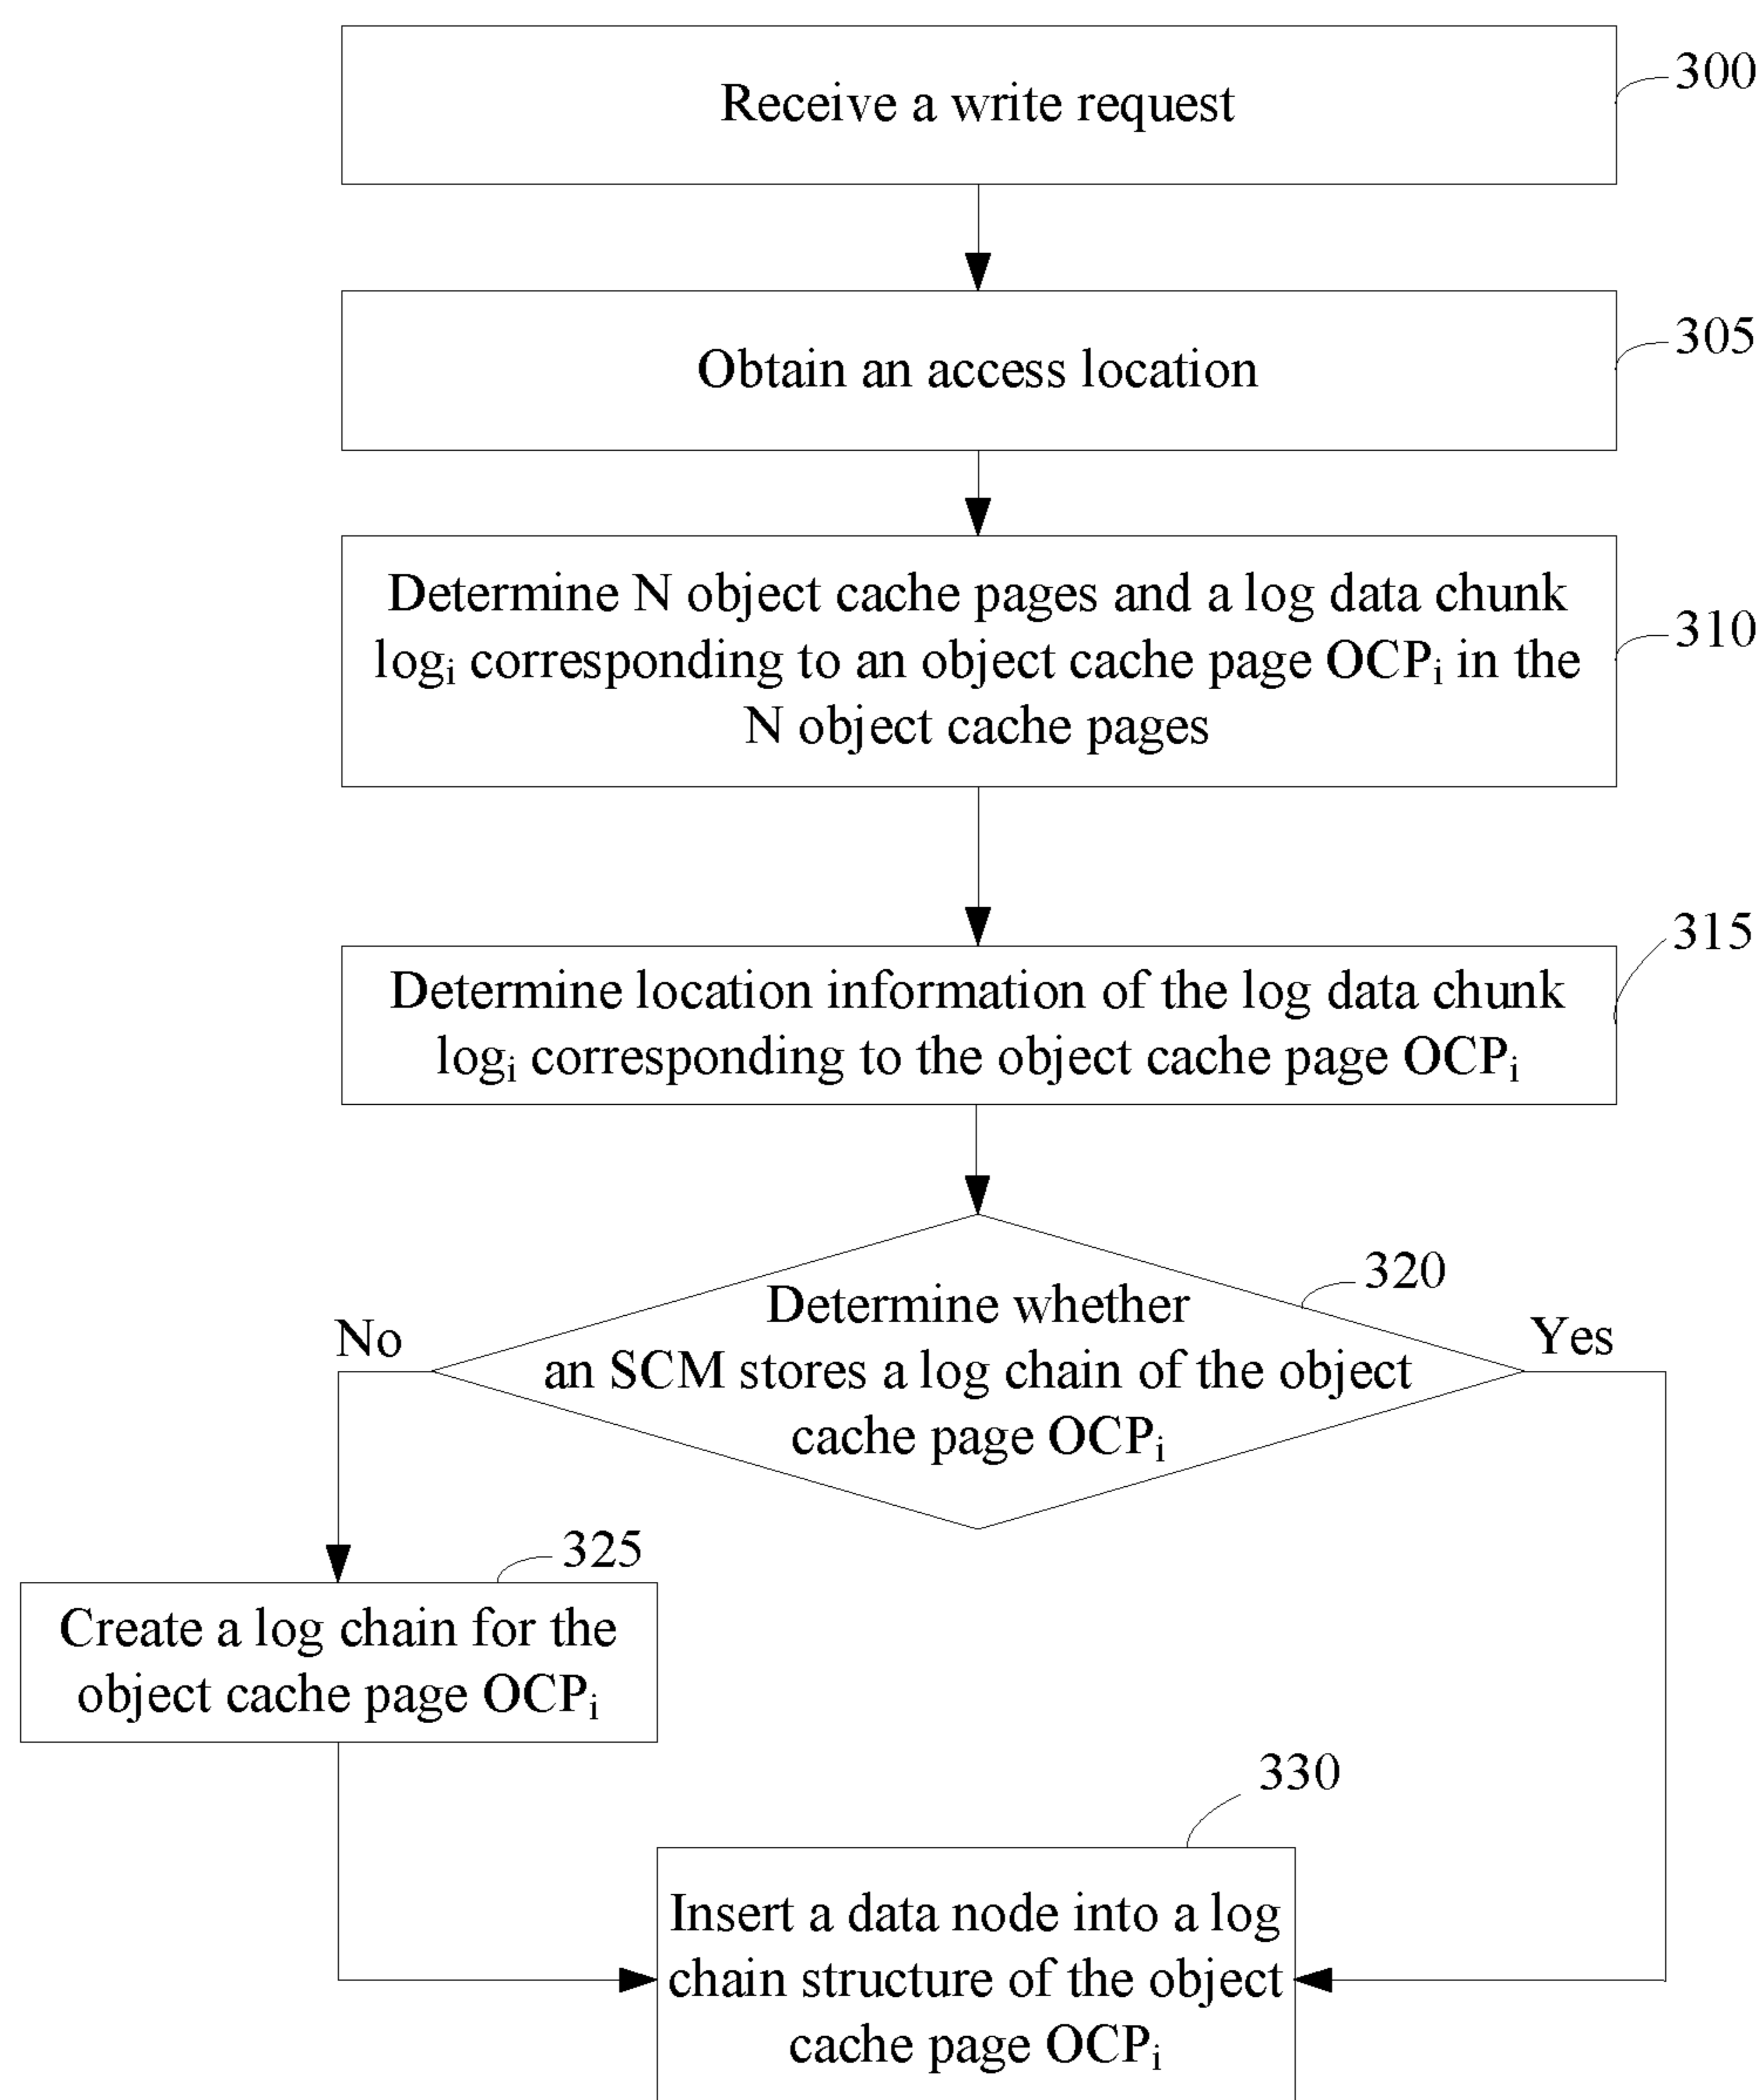 Receive a write request
300
Obtain an access location
305
Determine N object cache pages and a log data chunk
logᵢ corresponding to an object cache page OCPᵢ in the
N object cache pages
310
315
Determine location information of the log data chunk
logᵢ corresponding to the object cache page OCPᵢ
320
Determine whether
an SCM stores a log chain of the object
cache page OCPᵢ
No
Yes
325
Create a log chain for the
object cache page OCPᵢ
330
Insert a data node into a log
chain structure of the object
cache page OCPᵢ